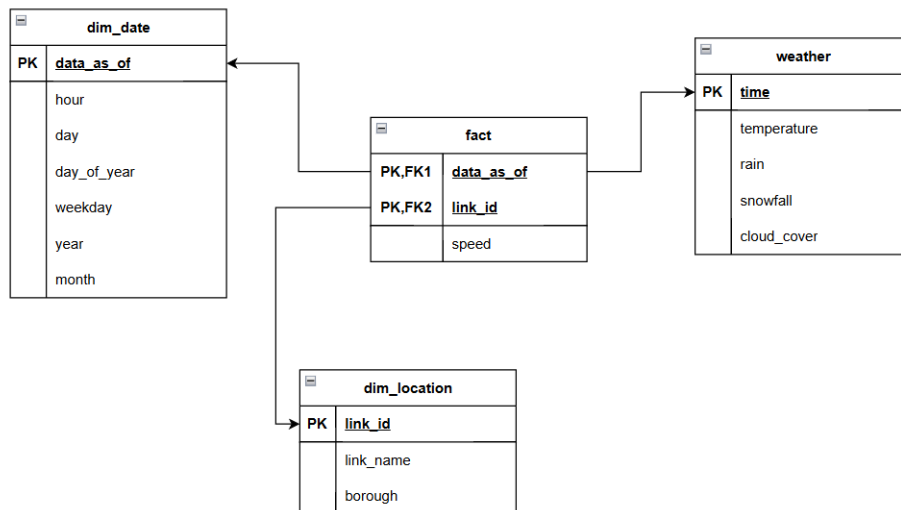 dim_date
PK data_as_of
hour
day
day_of_year
weekday
year
month
fact
PK,FK1 data_as_of
PK,FK2 link_id
speed
weather
PK time
temperature
rain
snowfall
cloud_cover
dim_location
PK link_id
link_name
borough